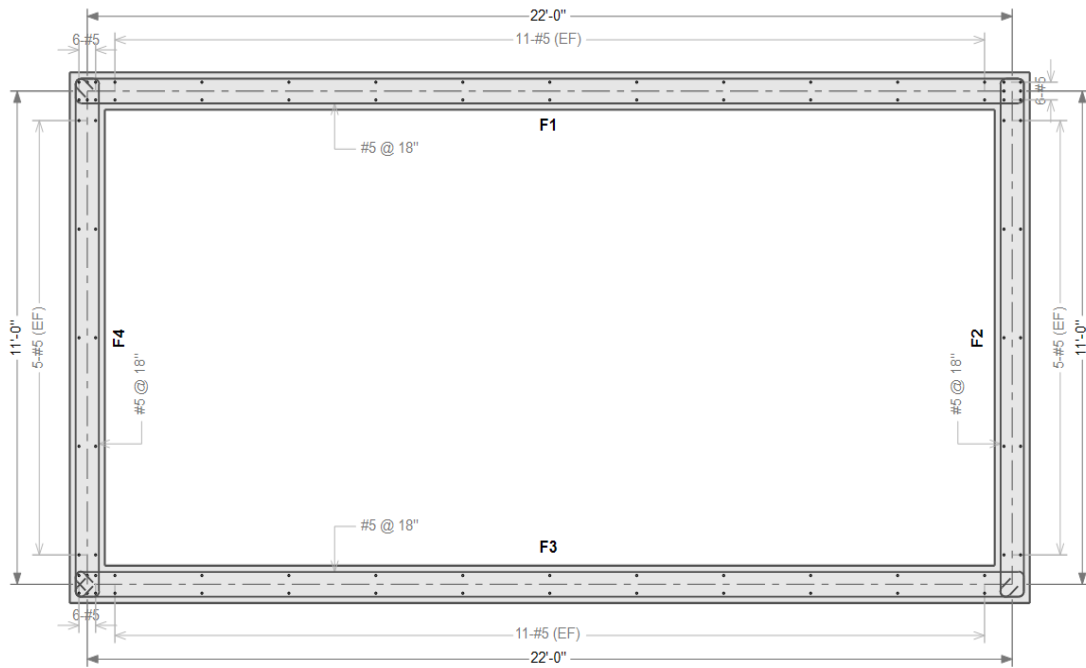 22'-0"
11-#5 (EF)
6-#5
6-#5
F1
#5 @ 18"
11'-0"
5-#5 (EF)
F4
#5 @ 18"
#5 @ 18"
F2
5-#5 (EF)
11'-0"
#5 @ 18"
F3
6-#5
11-#5 (EF)
22'-0"